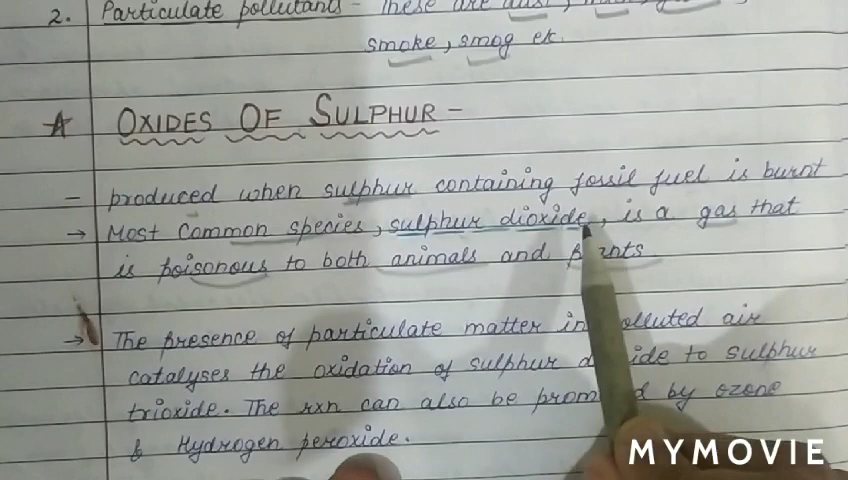 2. Particulate pollutants - These are dust,
smoke, smog etc.
☆ OXIDES OF SULPHUR -
- produced when sulphur containing fossil fuel is burnt
→ Most Common species, sulphur dioxide, is a gas that
is poisonous to both animals and
→ The presence of particulate matter in air
catalyses the oxidation of sulphur to sulphur
trioxide. The rxn can also be by ozone
& Hydrogen peroxide.
MYMOVIE